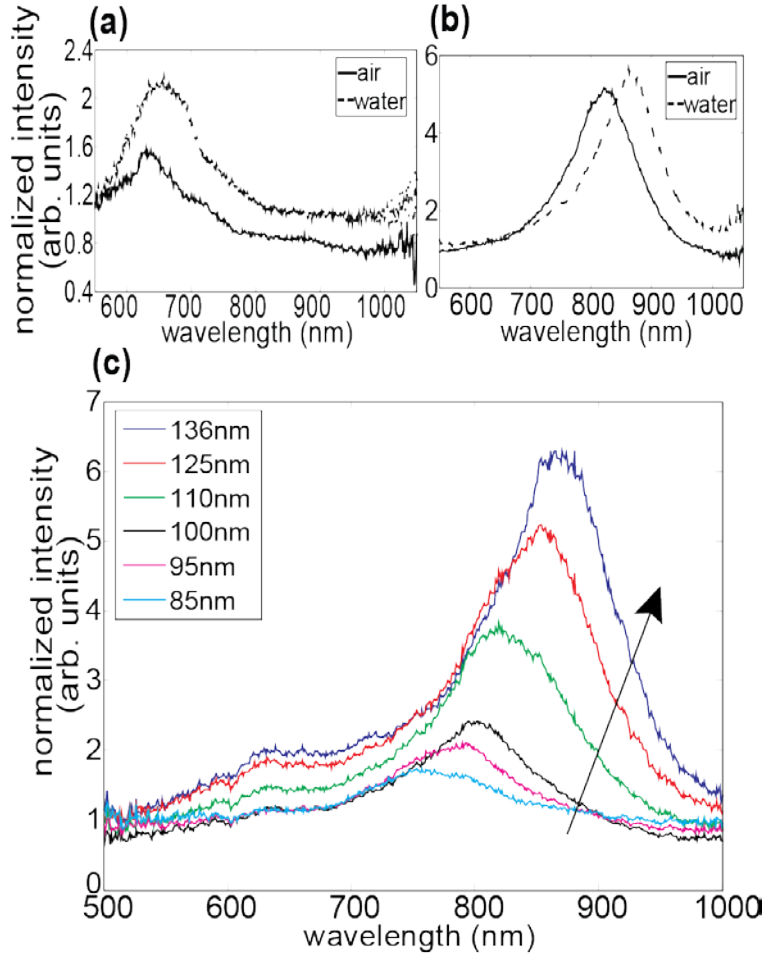 (a)
2.4
2
1.6
1.2
0.8
0.4
normalized intensity
(arb. units)
air
water
600 700 800 900 1000
wavelength (nm)
(b)
6
4
2
0
air
water
600 700 800 900 1000
wavelength (nm)
(c)
7
6
5
4
3
2
1
0
normalized intensity
(arb. units)
136nm
125nm
110nm
100nm
95nm
85nm
500 600 700 800 900 1000
wavelength (nm)